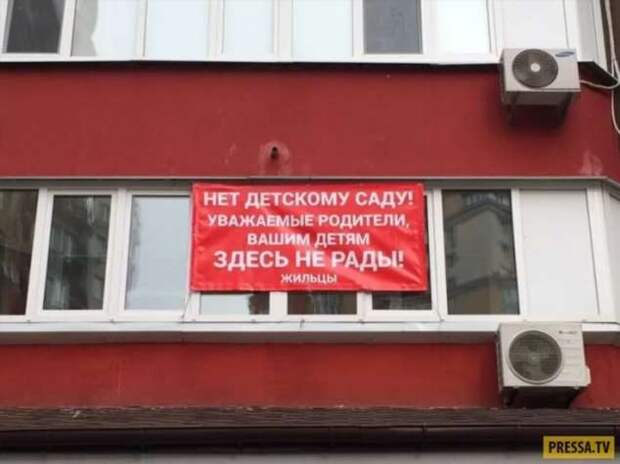 НЕТ ДЕТСКОМУ САДУ!
УВАЖАЕМЫЕ РОДИТЕЛИ,
ВАШИМ ДЕТЯМ
ЗДЕСЬ НЕ РАДЫ!
ЖИЛЬЦЫ
PRESSA.TV